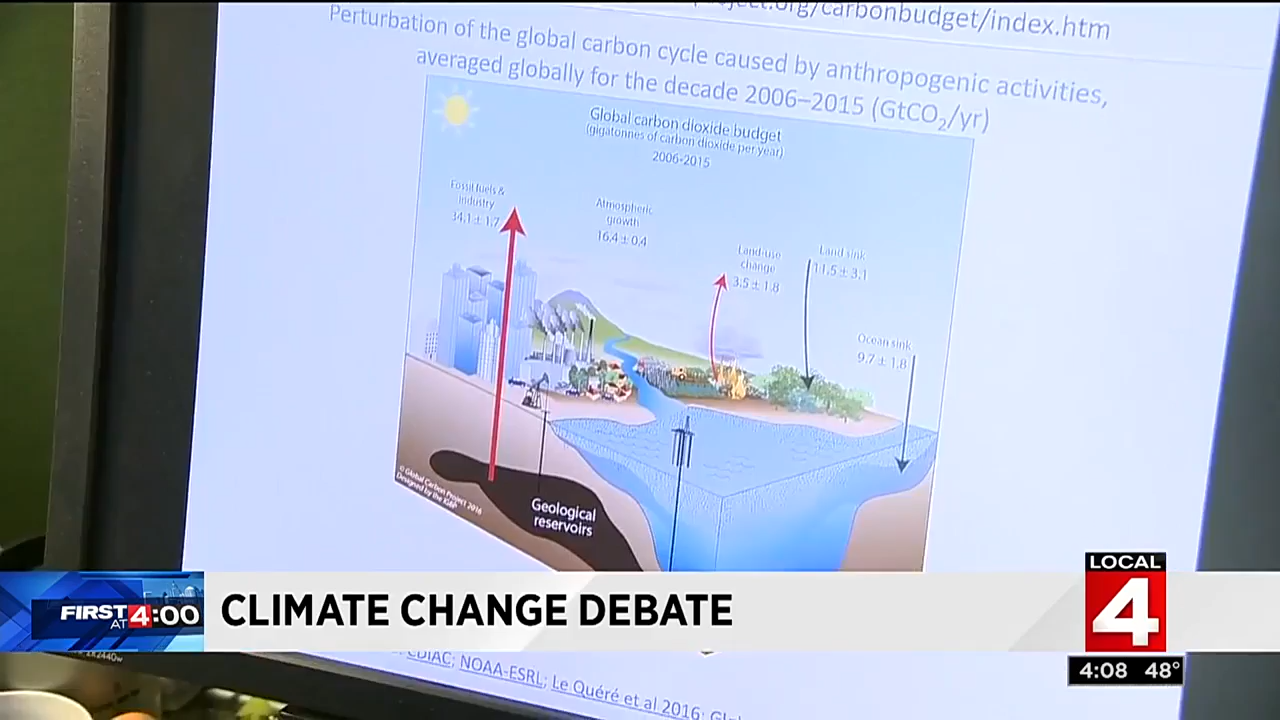 project.org/carbonbudget/index.htm
Perturbation of the global carbon cycle caused by anthropogenic activities,
averaged globally for the decade 2006–2015 (GtCO₂/yr)
Global carbon dioxide budget
(gigatonnes of carbon dioxide per year)
2006-2015
Fossil fuels &
industry
34.1 ± 1.7
Atmospheric
growth
16.4 ± 0.4
Land-use
change
3.5 ± 1.8
Land sink
11.5 ± 3.1
Ocean sink
9.7 ± 1.8
Geological
reservoirs
© Global Carbon Project 2016
Designed by the IGBP
FIRST AT 4:00
CLIMATE CHANGE DEBATE
LOCAL
4
4:08 48°
CDIAC; NOAA-ESRL; Le Quéré et al 2016;